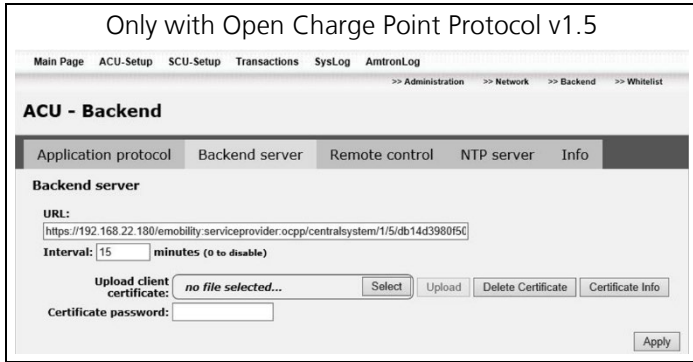 Only with Open Charge Point Protocol v1.5
Main Page ACU-Setup SCU-Setup Transactions SysLog AmtronLog
>> Administration >> Network >> Backend >> Whitelist
ACU - Backend
Application protocol Backend server Remote control NTP server Info
Backend server
URL:
https://192.168.22.180/emobility:serviceprovider:ocpp/centralsystem/1/5/db14d3980f50
Interval: 15 minutes (0 to disable)
Upload client
certificate: no file selected... Select Upload Delete Certificate Certificate Info
Certificate password:
Apply